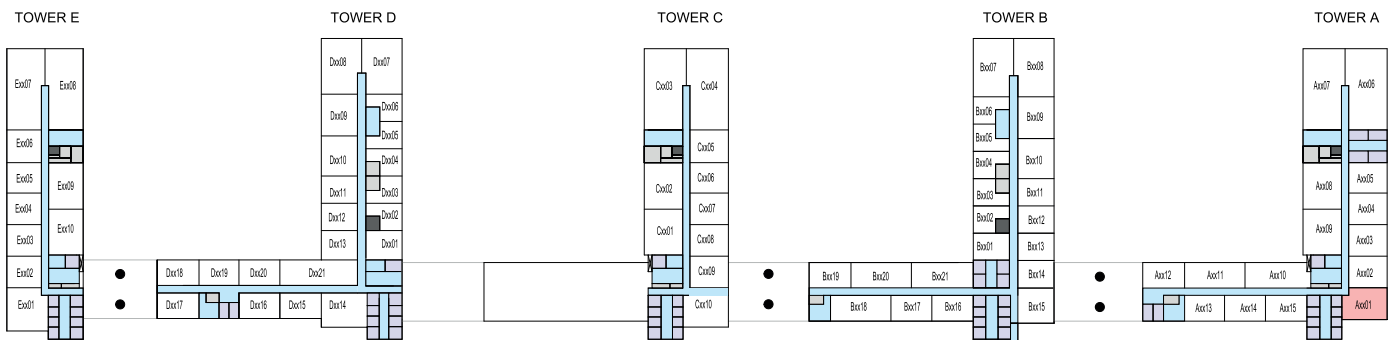 TOWER E
TOWER D
TOWER C
TOWER B
TOWER A
Exx07
Exx08
Exx06
Exx05
Exx09
Exx04
Exx03
Exx10
Exx02
Exx01
Dxx08
Dxx07
Dxx09
Dxx06
Dxx05
Dxx10
Dxx04
Dxx11
Dxx03
Dxx12
Dxx02
Dxx13
Dxx01
Dxx18
Dxx19
Dxx20
Dxx21
Dxx17
Dxx16
Dxx15
Dxx14
Cxx03
Cxx04
Cxx05
Cxx02
Cxx06
Cxx07
Cxx01
Cxx08
Cxx09
Cxx10
Bxx07
Bxx08
Bxx06
Bxx09
Bxx05
Bxx04
Bxx10
Bxx03
Bxx11
Bxx02
Bxx12
Bxx01
Bxx13
Bxx19
Bxx20
Bxx21
Bxx14
Bxx18
Bxx17
Bxx16
Bxx15
Axx07
Axx06
Axx08
Axx05
Axx04
Axx09
Axx03
Axx12
Axx11
Axx10
Axx02
Axx13
Axx14
Axx15
Axx01